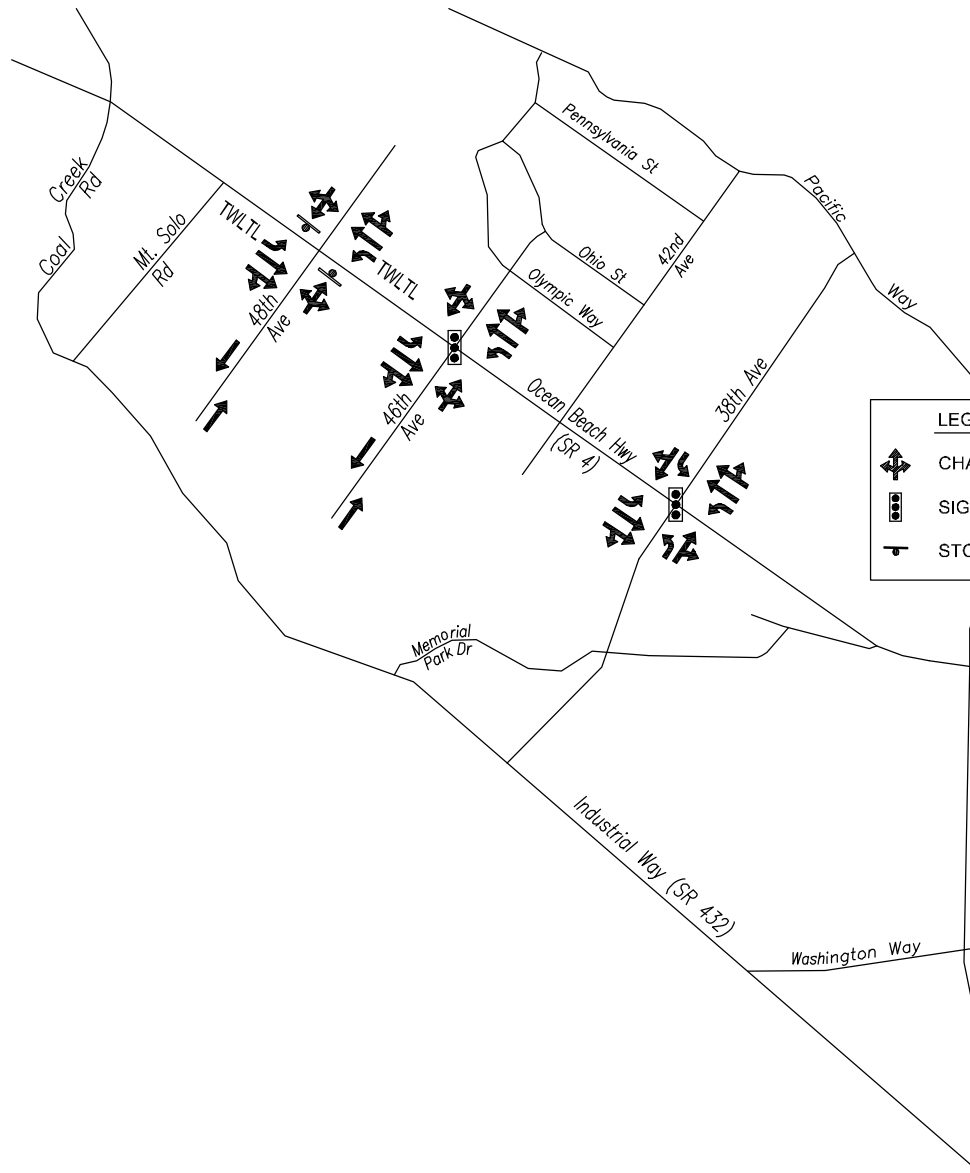 Pennsylvania St
Pacific
Way
Creek
Rd
Coal
Mt. Solo
Rd
TWLTL
TWLTL
48th
Ave
46th
Ave
42nd
Ave
Ohio St
Olympic Way
38th Ave
Ocean Beach Hwy
(SR 4)
LEG
CHA
SIG
STO
Memorial
Park Dr
Industrial Way (SR 432)
Washington Way